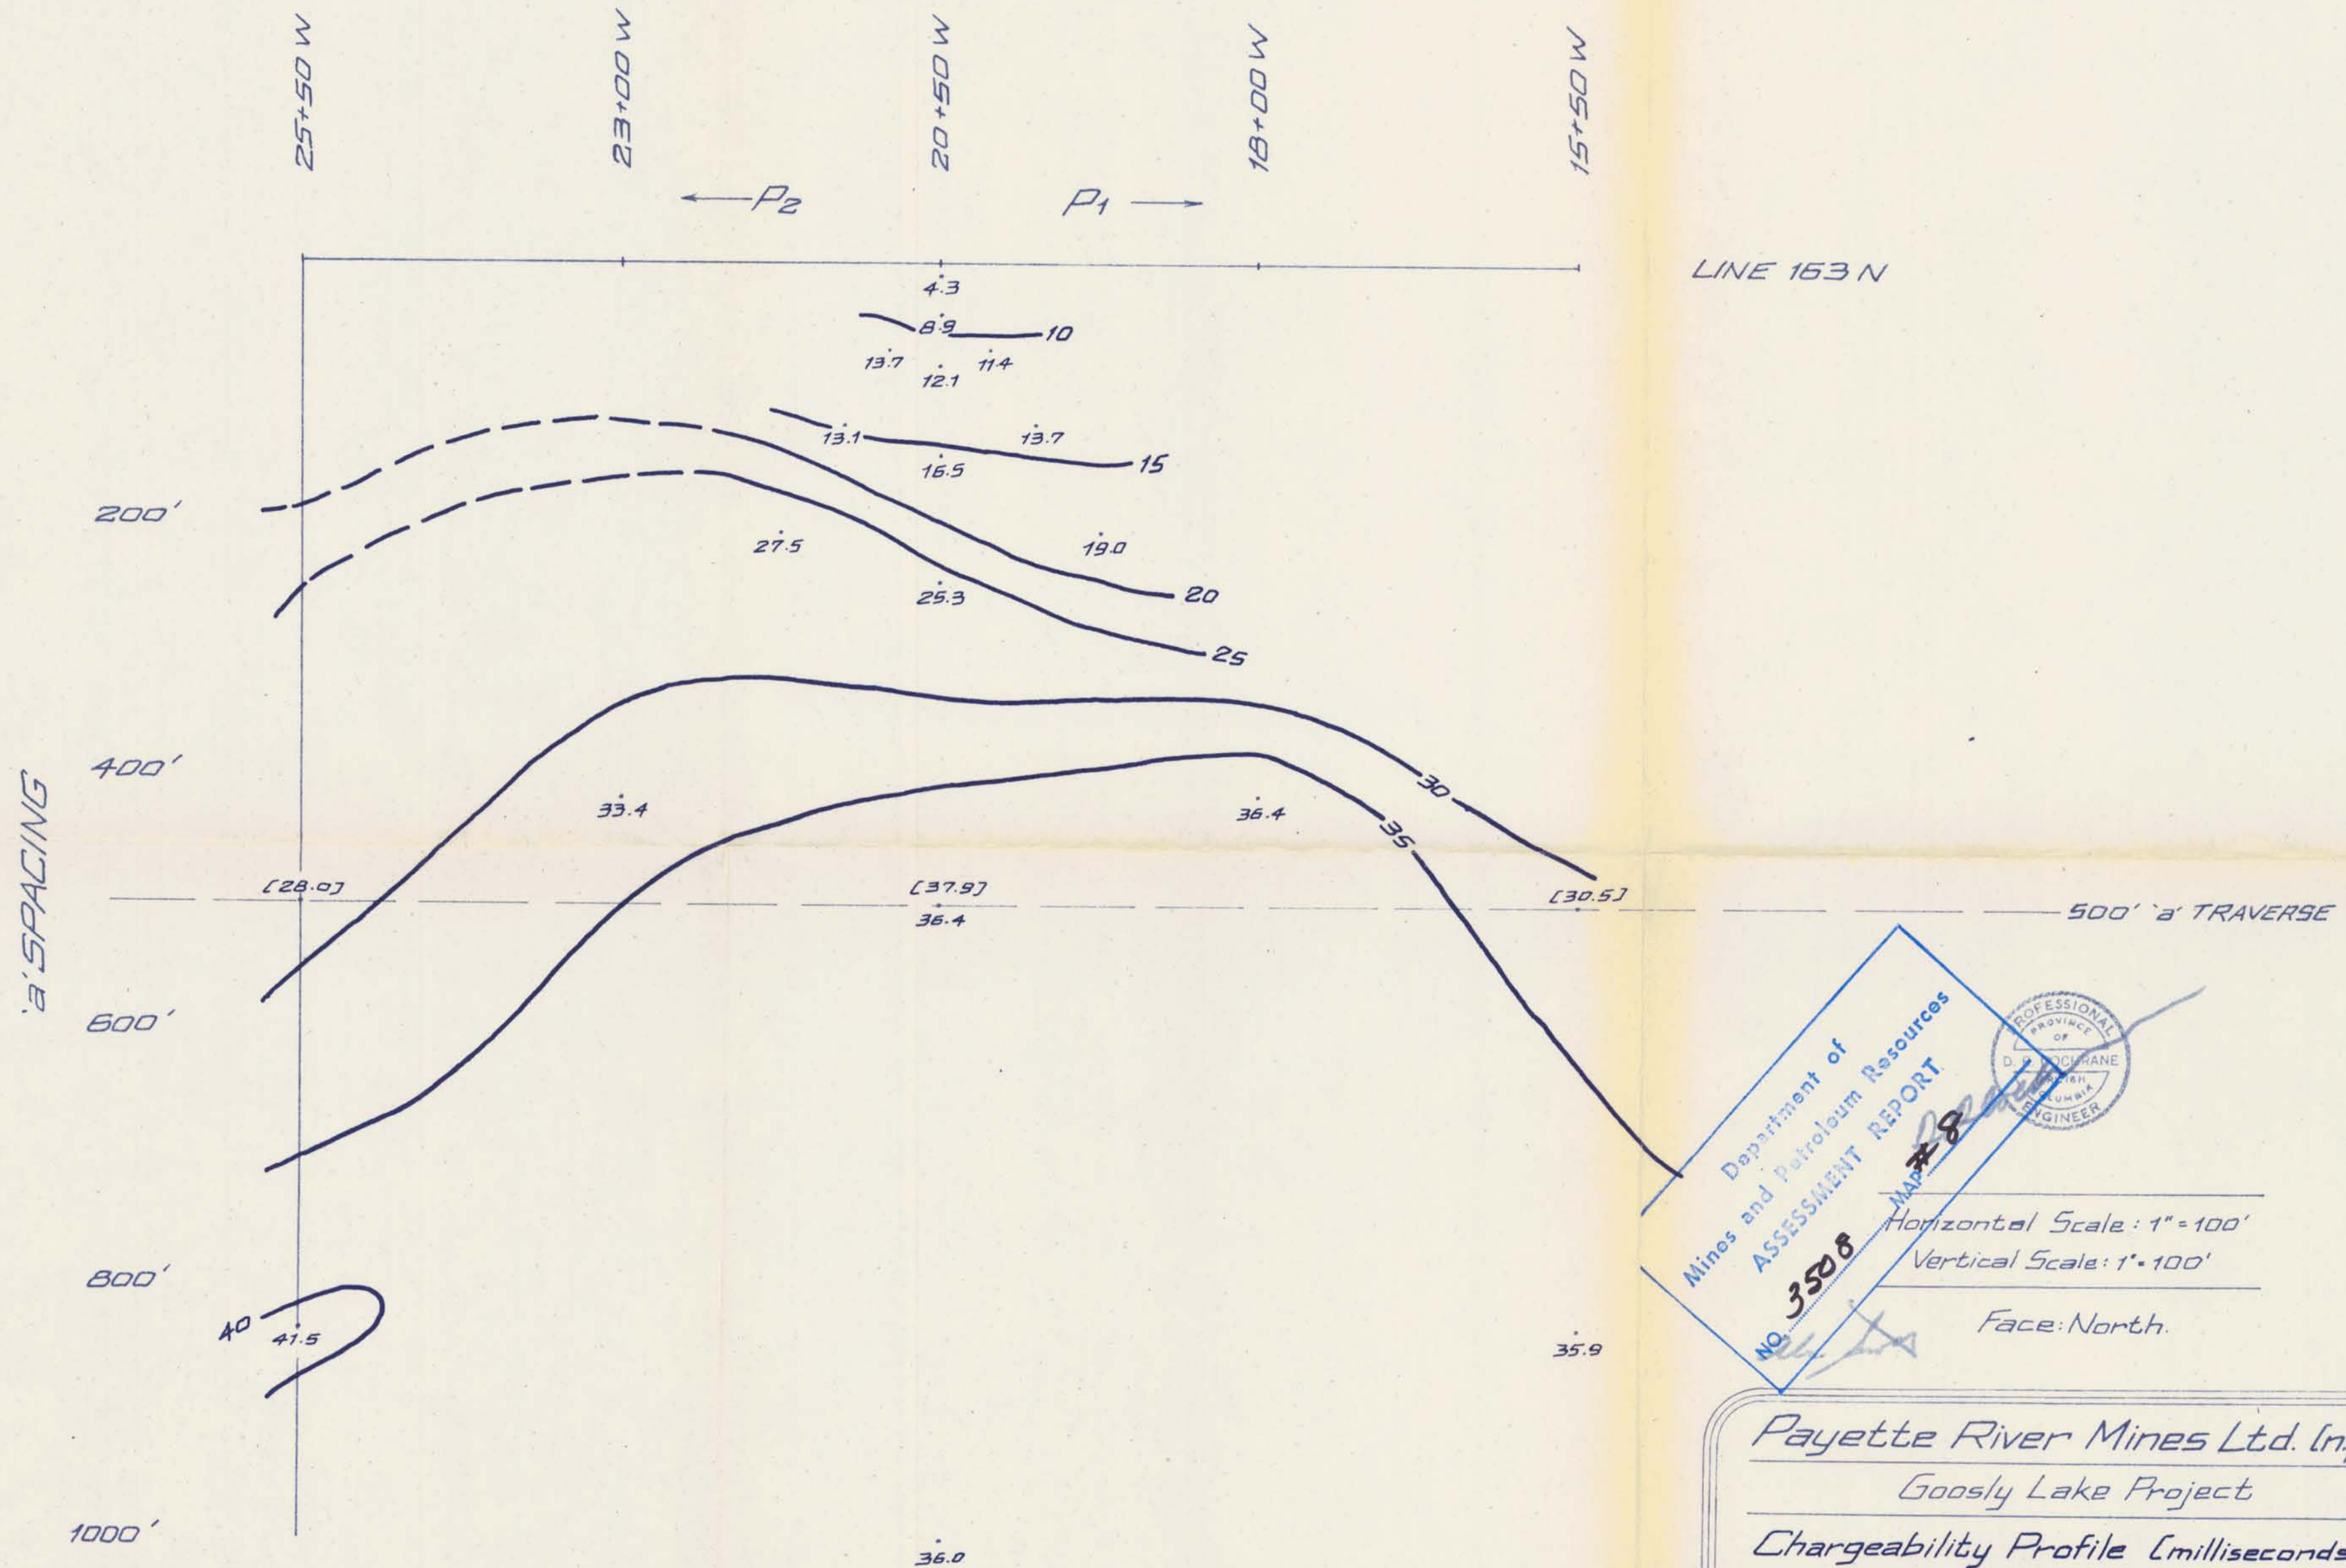 25+50 W
23+00 W
20+50 W
18+00 W
15+50 W
← P2
P1 →
LINE 163 N
4.3
8.9
10
13.7
11.4
12.1
13.1
13.7
16.5
15
200'
27.5
19.0
25.3
20
25
400'
30
33.4
36.4
35
'a' SPACING
[28.0]
[37.9]
[30.5]
36.4
500' 'a' TRAVERSE
600'
800'
40
41.5
35.9
1000'
36.0
PROFESSIONAL
PROVINCE
OF
COCHRANE
COLUMBIA
ENGINEER
Department of
Mines and Petroleum Resources
ASSESSMENT REPORT
NO. 3508 MAP #8
Horizontal Scale: 1" = 100'
Vertical Scale: 1" = 100'
Face: North.
Payette River Mines Ltd.
Goosly Lake Project
Chargeability Profile (milliseconds